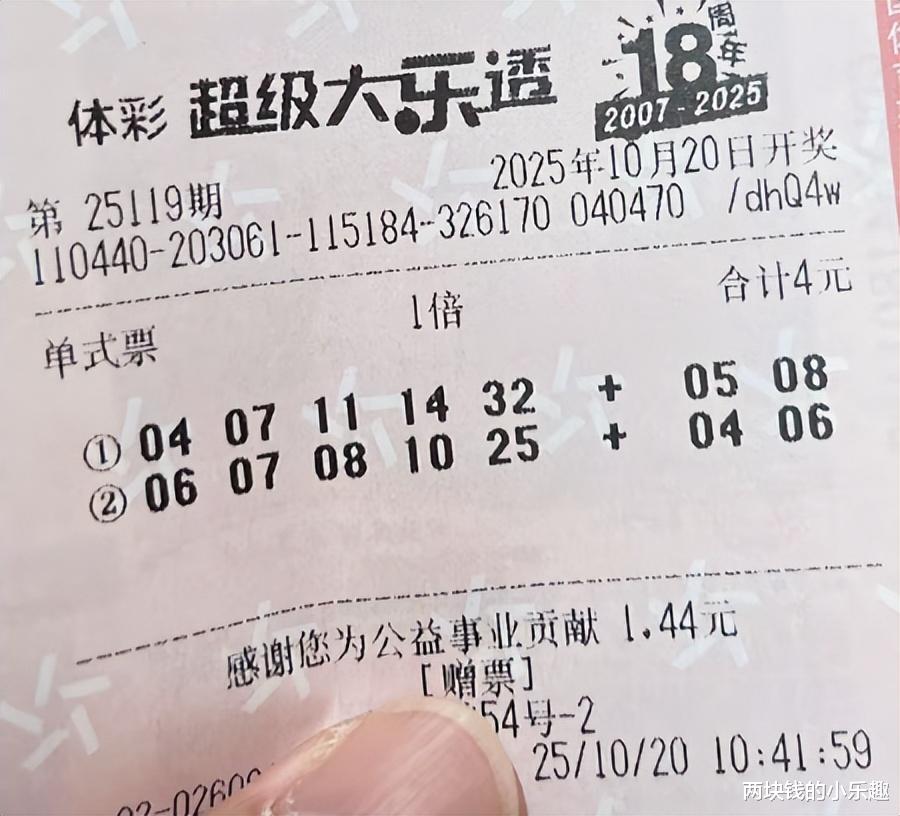 体彩 超级大乐透 18周年 2007-2025
第 25119期 2025年10月20日开奖
110440-203061-115184-326170 040470 /dhQ4w
单式票 1倍 合计4元
① 04 07 11 14 32 + 05 08
② 06 07 08 10 25 + 04 06
感谢您为公益事业贡献 1.44元
[赠票]
54号-2
25/10/20 10:41:59
两块钱的小乐趣